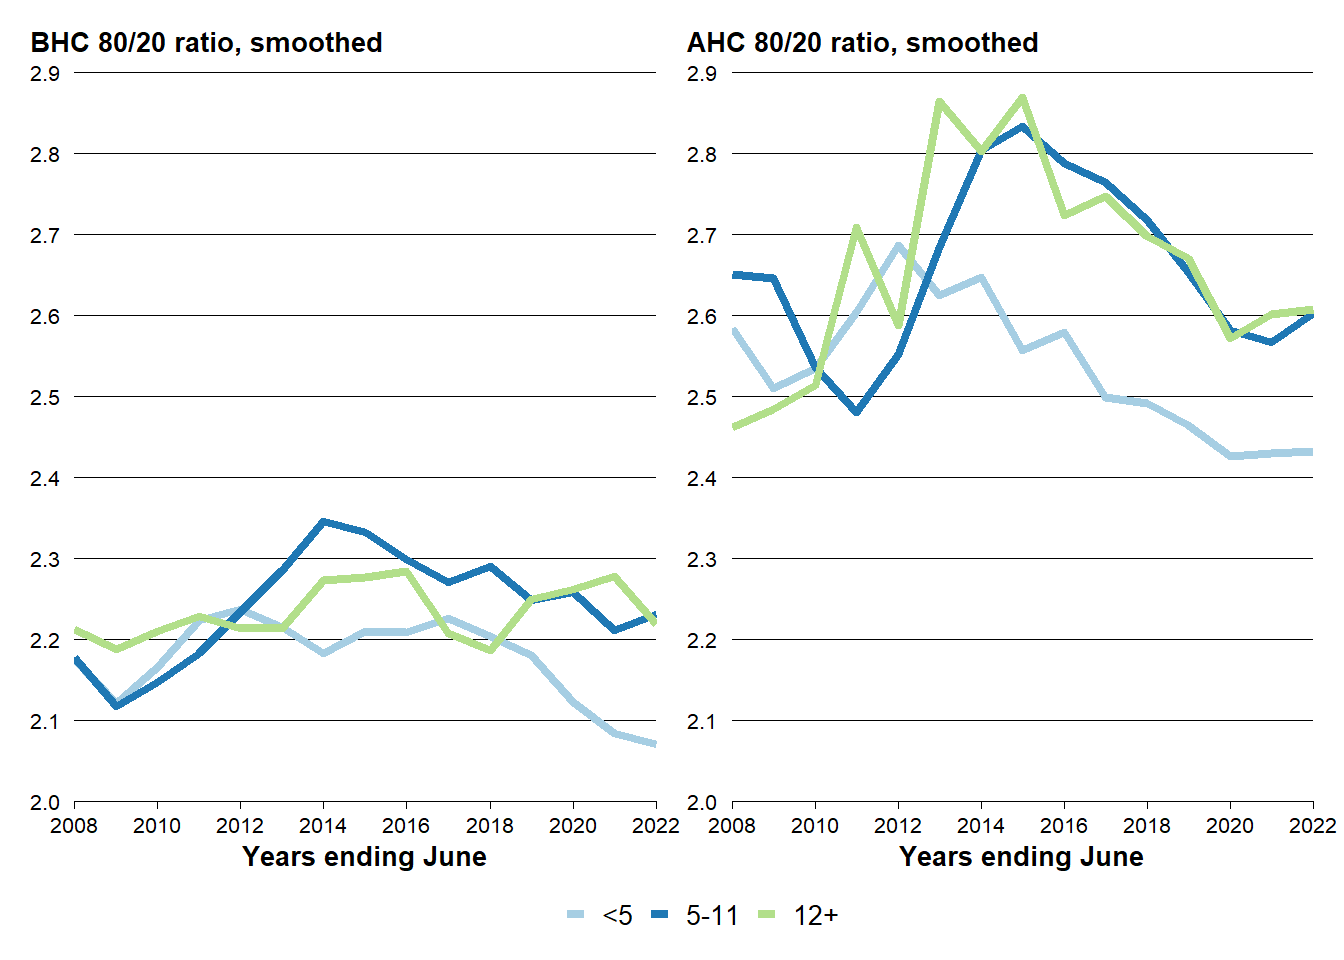 BHC 80/20 ratio, smoothed
2.9
2.8
2.7
2.6
2.5
2.4
2.3
2.2
2.1
2.0
2008 2010 2012 2014 2016 2018 2020 2022
Years ending June
AHC 80/20 ratio, smoothed
2.9
2.8
2.7
2.6
2.5
2.4
2.3
2.2
2.1
2.0
2008 2010 2012 2014 2016 2018 2020 2022
Years ending June
<5 5-11 12+